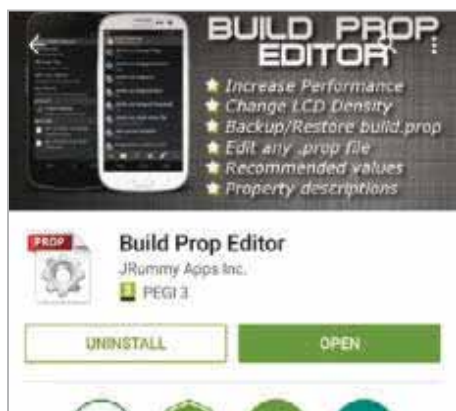 BUILD PROP
EDITOR
Increase Performance
Change LCD Density
Backup/Restore build.prop
Edit any .prop file
Recommended values
Property descriptions
PROP
Build Prop Editor
JRummy Apps Inc.
3 PEGI 3
UNINSTALL
OPEN